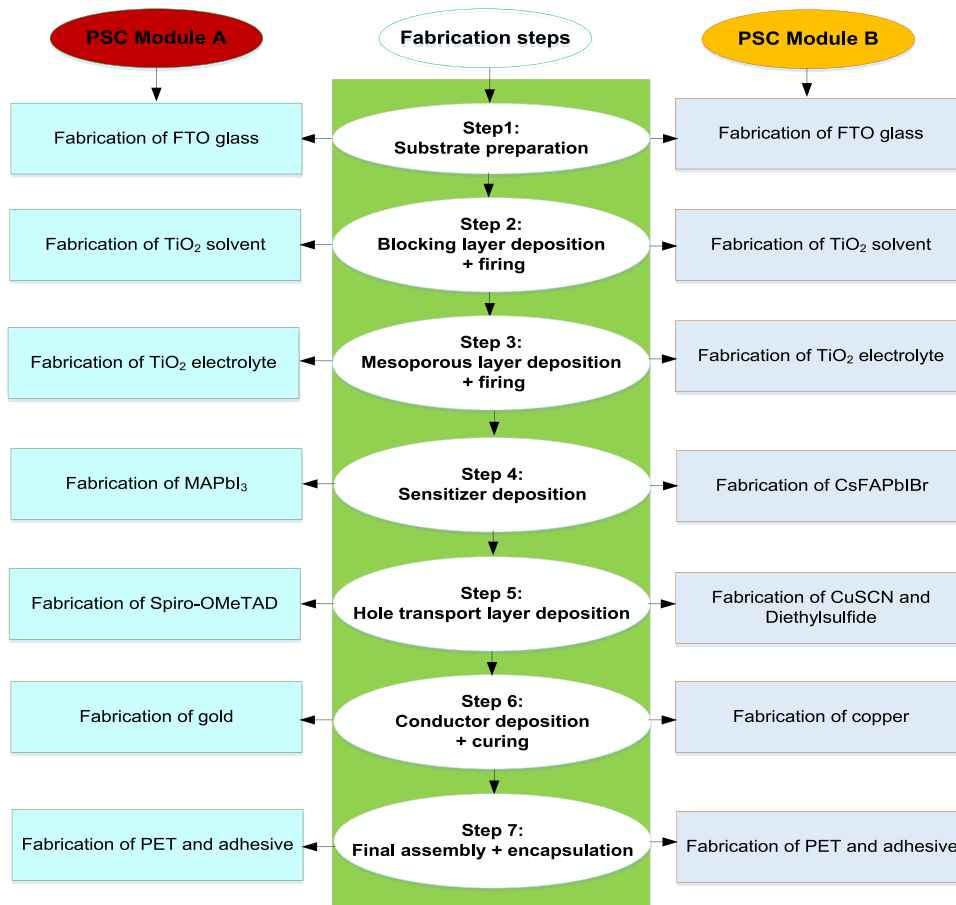 PSC Module A
Fabrication steps
PSC Module B
Fabrication of FTO glass
Step1:
Substrate preparation
Fabrication of FTO glass
Fabrication of TiO₂ solvent
Step 2:
Blocking layer deposition
+ firing
Fabrication of TiO₂ solvent
Fabrication of TiO₂ electrolyte
Step 3:
Mesoporous layer deposition
+ firing
Fabrication of TiO₂ electrolyte
Fabrication of MAPbI₃
Step 4:
Sensitizer deposition
Fabrication of CsFAPbIBr
Fabrication of Spiro-OMeTAD
Step 5:
Hole transport layer deposition
Fabrication of CuSCN and
Diethylsulfide
Fabrication of gold
Step 6:
Conductor deposition
+ curing
Fabrication of copper
Fabrication of PET and adhesive
Step 7:
Final assembly + encapsulation
Fabrication of PET and adhesive